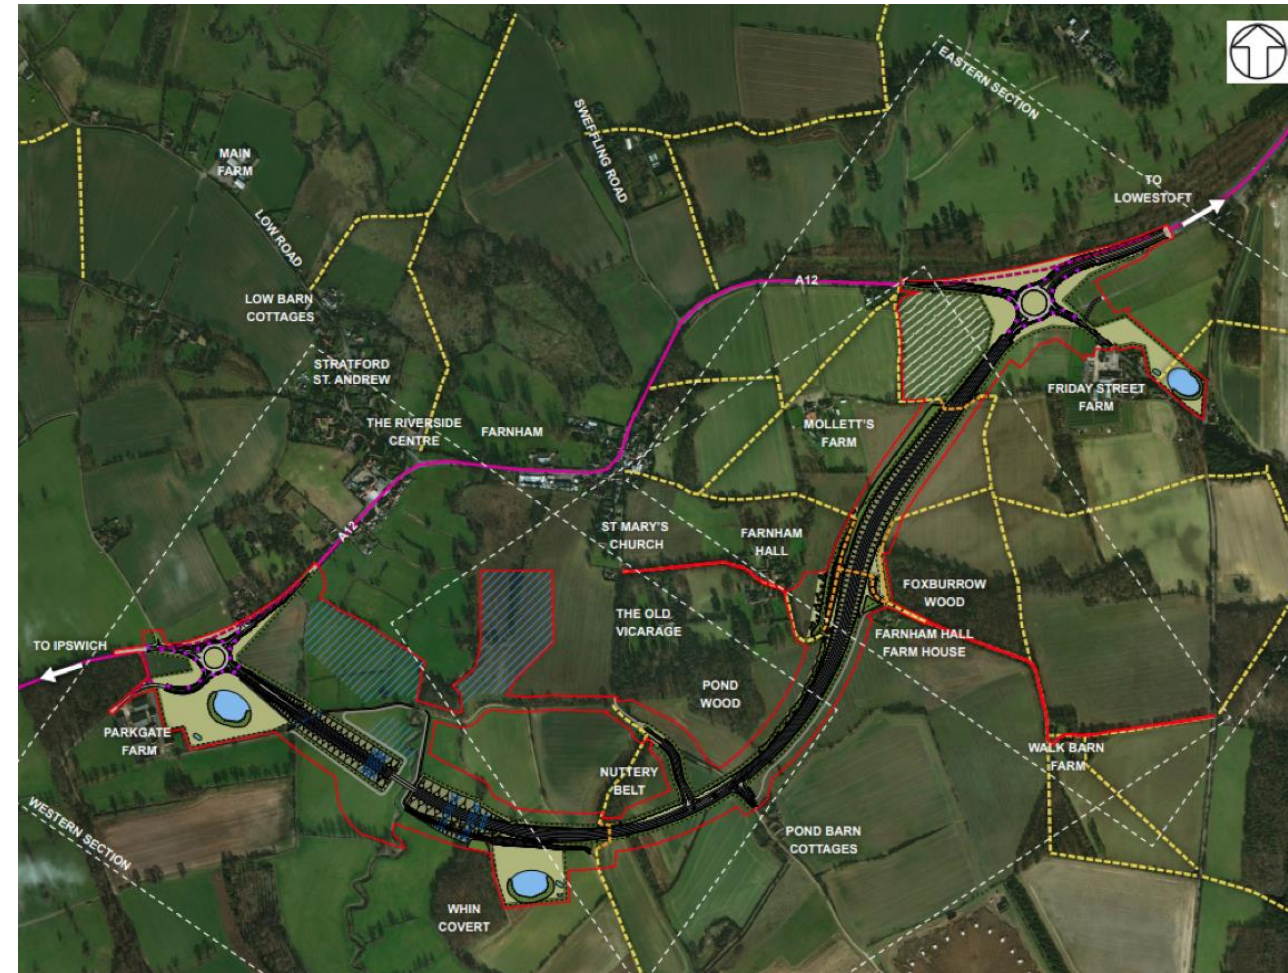 EASTERN SECTION
SWEFFLING ROAD
MAIN
FARM
TO
LOWESTOFT
LOW ROAD
A12
LOW BARN
COTTAGES
STRATFORD
ST. ANDREW
FRIDAY STREET
FARM
THE RIVERSIDE
CENTRE
FARNHAM
MOLLETT'S
FARM
A12
ST MARY'S
CHURCH
FARNHAM
HALL
FOXBURROW
WOOD
THE OLD
VICARAGE
FARNHAM HALL
FARM HOUSE
TO IPSWICH
POND
WOOD
PARKGATE
FARM
WALK BARN
FARM
NUTTERY
BELT
WESTERN SECTION
POND BARN
COTTAGES
WHIN
COVERT